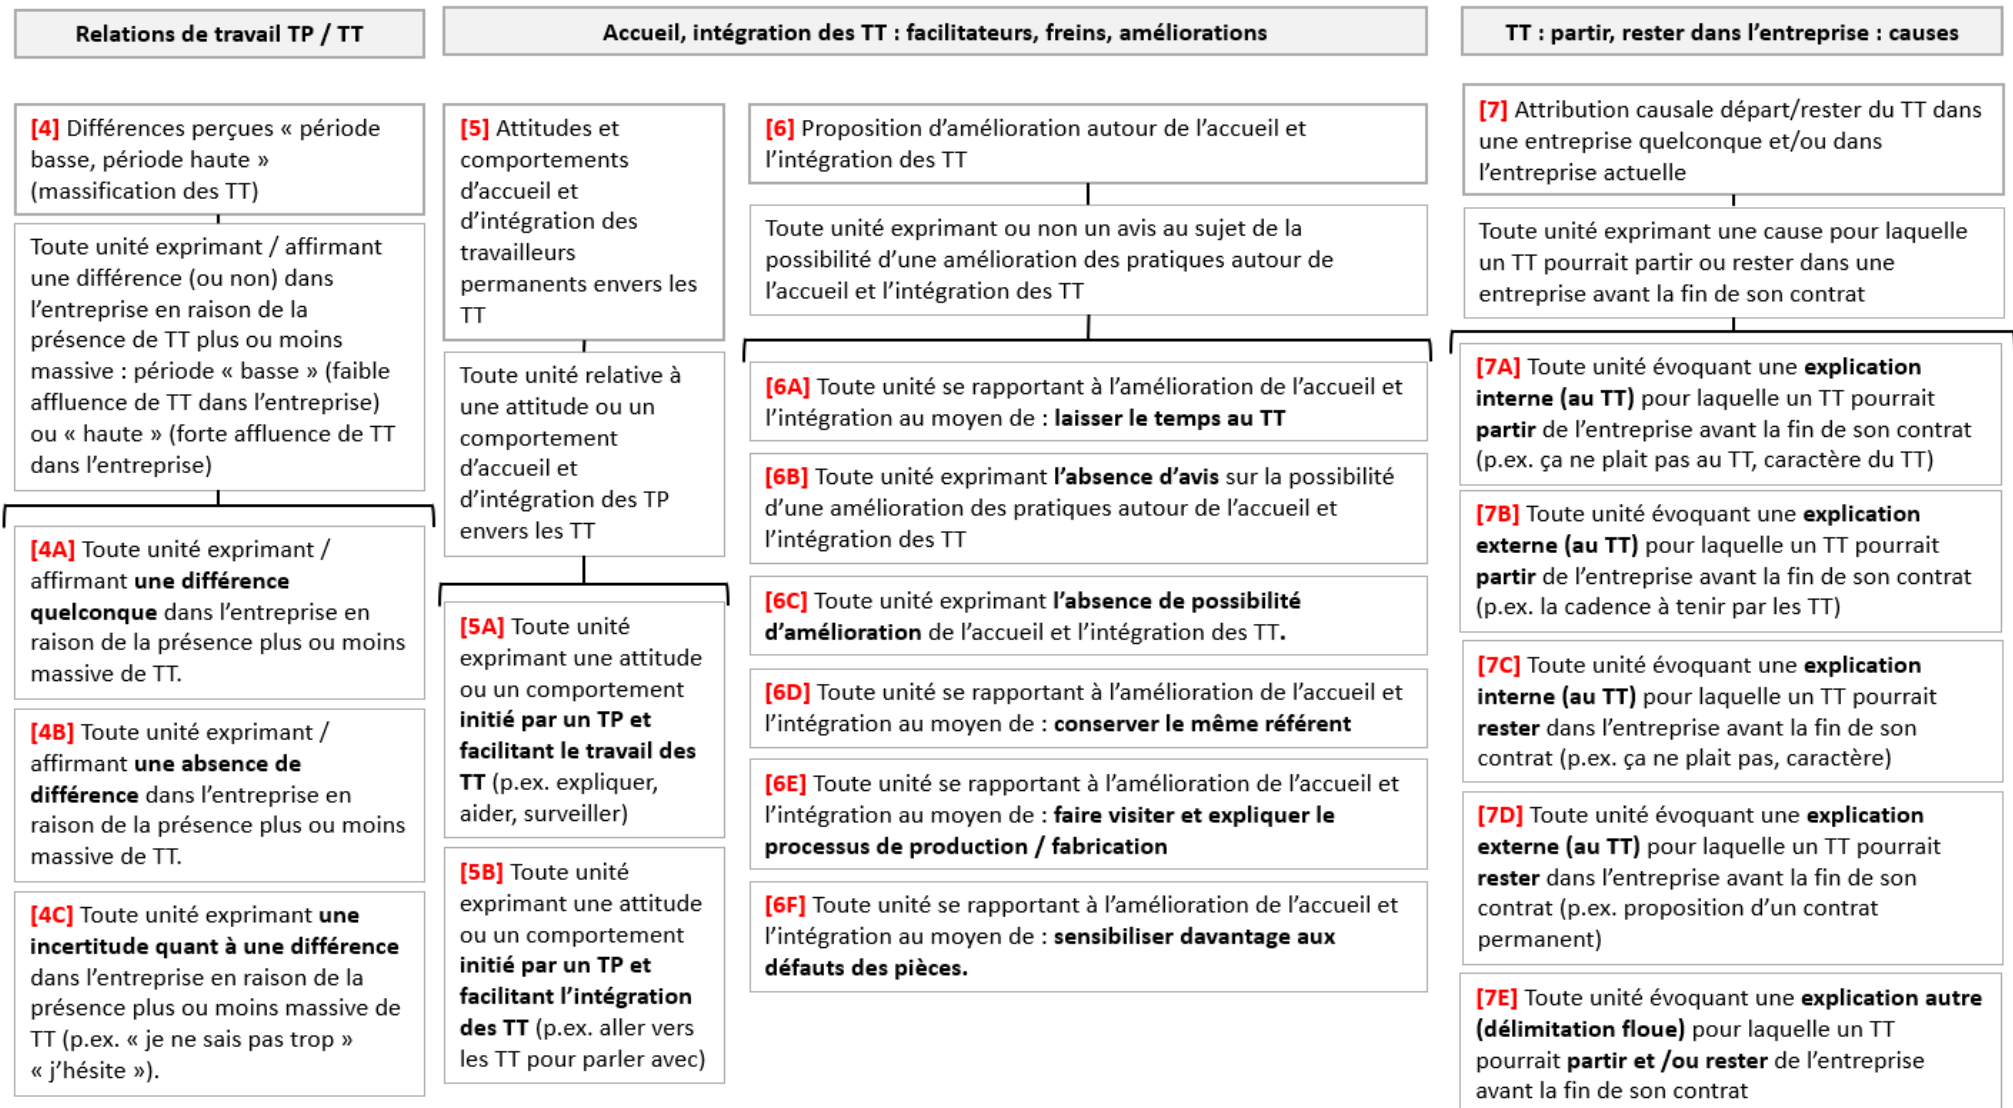 Relations de travail TP / TT
[4] Différences perçues « période
basse, période haute »
(massification des TT)
Toute unité exprimant / affirmant
une différence (ou non) dans
l’entreprise en raison de la
présence de TT plus ou moins
massive : période « basse » (faible
affluence de TT dans l’entreprise)
ou « haute » (forte affluence de TT
dans l’entreprise)
[4A] Toute unité exprimant /
affirmant une différence
quelconque dans l’entreprise en
raison de la présence plus ou moins
massive de TT.
[4B] Toute unité exprimant /
affirmant une absence de
différence dans l’entreprise en
raison de la présence plus ou moins
massive de TT.
[4C] Toute unité exprimant une
incertitude quant à une différence
dans l’entreprise en raison de la
présence plus ou moins massive de
TT (p.ex. « je ne sais pas trop »
« j’hésite »).
Accueil, intégration des TT : facilitateurs, freins, améliorations
[5] Attitudes et
comportements
d’accueil et
d’intégration des
travailleurs
permanents envers les
TT
Toute unité relative à
une attitude ou un
comportement
d’accueil et
d’intégration des TP
envers les TT
[5A] Toute unité
exprimant une attitude
ou un comportement
initié par un TP et
facilitant le travail des
TT (p.ex. expliquer,
aider, surveiller)
[5B] Toute unité
exprimant une attitude
ou un comportement
initié par un TP et
facilitant l’intégration
des TT (p.ex. aller vers
les TT pour parler avec)
[6] Proposition d’amélioration autour de l’accueil et
l’intégration des TT
Toute unité exprimant ou non un avis au sujet de la
possibilité d’une amélioration des pratiques autour de
l’accueil et l’intégration des TT
[6A] Toute unité se rapportant à l’amélioration de l’accueil et
l’intégration au moyen de : laisser le temps au TT
[6B] Toute unité exprimant l’absence d’avis sur la possibilité
d’une amélioration des pratiques autour de l’accueil et
l’intégration des TT
[6C] Toute unité exprimant l’absence de possibilité
d’amélioration de l’accueil et l’intégration des TT.
[6D] Toute unité se rapportant à l’amélioration de l’accueil et
l’intégration au moyen de : conserver le même référent
[6E] Toute unité se rapportant à l’amélioration de l’accueil et
l’intégration au moyen de : faire visiter et expliquer le
processus de production / fabrication
[6F] Toute unité se rapportant à l’amélioration de l’accueil et
l’intégration au moyen de : sensibiliser davantage aux
défauts des pièces.
TT : partir, rester dans l’entreprise : causes
[7] Attribution causale départ/rester du TT dans
une entreprise quelconque et/ou dans
l’entreprise actuelle
Toute unité exprimant une cause pour laquelle
un TT pourrait partir ou rester dans une
entreprise avant la fin de son contrat
[7A] Toute unité évoquant une explication
interne (au TT) pour laquelle un TT pourrait
partir de l’entreprise avant la fin de son contrat
(p.ex. ça ne plait pas au TT, caractère du TT)
[7B] Toute unité évoquant une explication
externe (au TT) pour laquelle un TT pourrait
partir de l’entreprise avant la fin de son contrat
(p.ex. la cadence à tenir par les TT)
[7C] Toute unité évoquant une explication
interne (au TT) pour laquelle un TT pourrait
rester dans l’entreprise avant la fin de son
contrat (p.ex. ça ne plait pas, caractère)
[7D] Toute unité évoquant une explication
externe (au TT) pour laquelle un TT pourrait
rester dans l’entreprise avant la fin de son
contrat (p.ex. proposition d’un contrat
permanent)
[7E] Toute unité évoquant une explication autre
(délimitation floue) pour laquelle un TT
pourrait partir et /ou rester de l’entreprise
avant la fin de son contrat